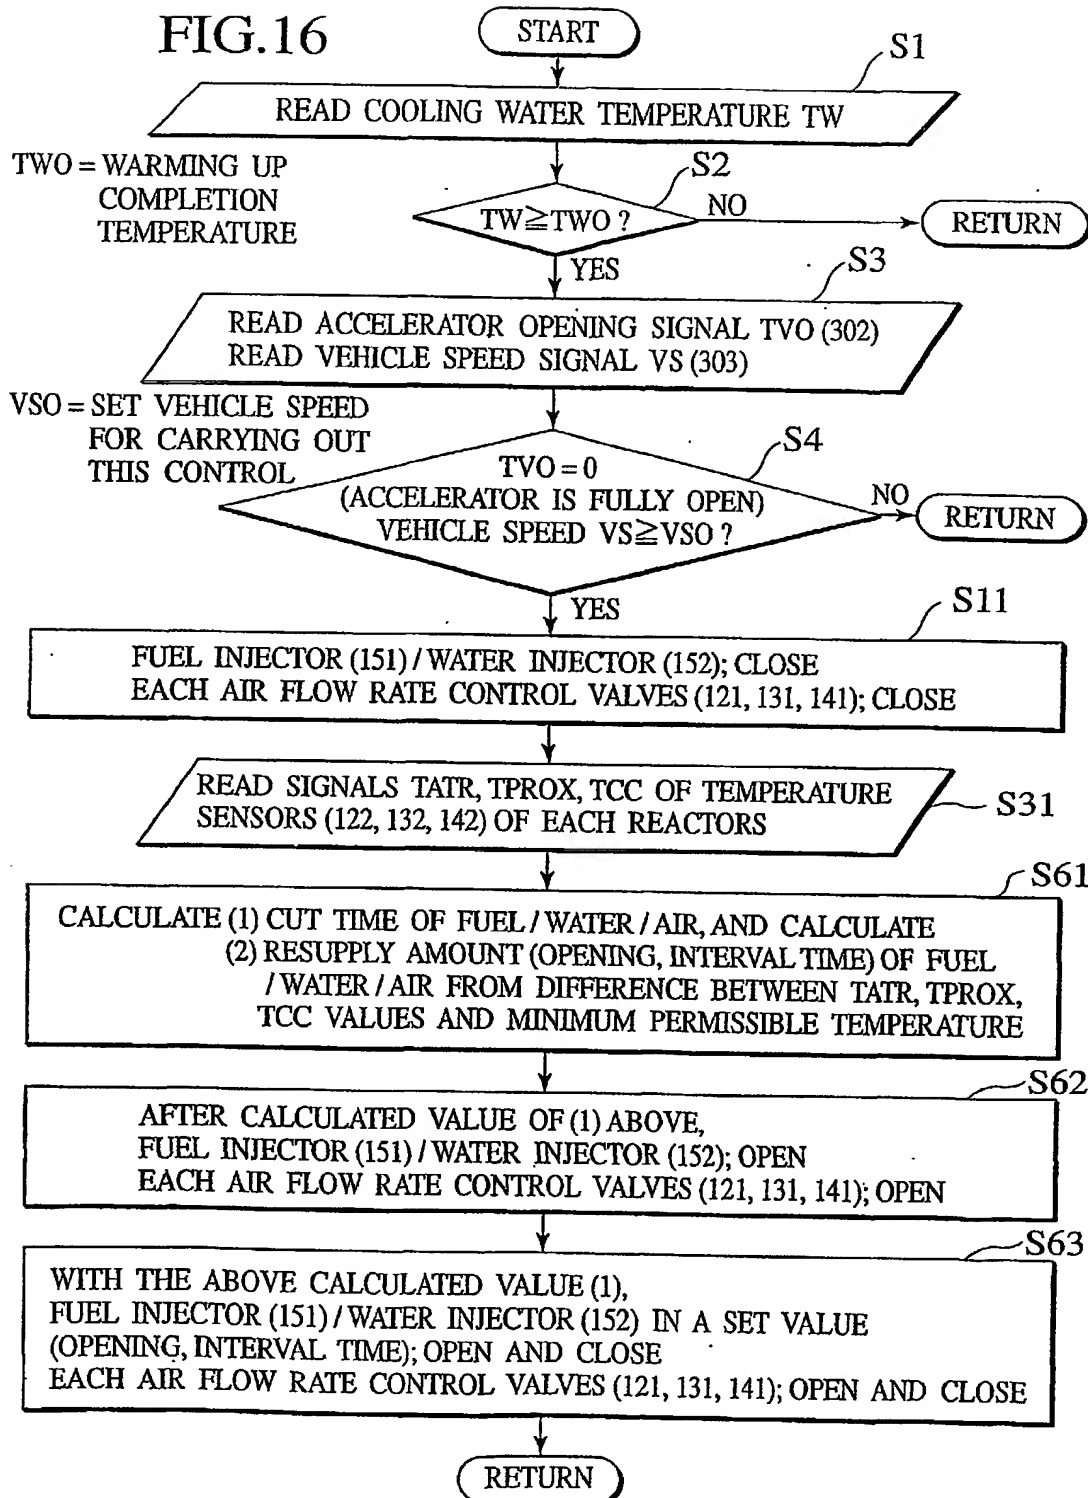 FIG.16
START
S1
READ COOLING WATER TEMPERATURE TW
TWO = WARMING UP
COMPLETION
TEMPERATURE
S2
TW≧TWO ?
NO
RETURN
YES
S3
READ ACCELERATOR OPENING SIGNAL TVO (302)
READ VEHICLE SPEED SIGNAL VS (303)
VSO = SET VEHICLE SPEED
FOR CARRYING OUT
THIS CONTROL
S4
TVO = 0
(ACCELERATOR IS FULLY OPEN)
VEHICLE SPEED VS≧VSO ?
NO
RETURN
YES
S11
FUEL INJECTOR (151) / WATER INJECTOR (152); CLOSE
EACH AIR FLOW RATE CONTROL VALVES (121, 131, 141); CLOSE
READ SIGNALS TATR, TPROX, TCC OF TEMPERATURE
SENSORS (122, 132, 142) OF EACH REACTORS
S31
S61
CALCULATE (1) CUT TIME OF FUEL / WATER / AIR, AND CALCULATE
(2) RESUPPLY AMOUNT (OPENING, INTERVAL TIME) OF FUEL
/ WATER / AIR FROM DIFFERENCE BETWEEN TATR, TPROX,
TCC VALUES AND MINIMUM PERMISSIBLE TEMPERATURE
S62
AFTER CALCULATED VALUE OF (1) ABOVE,
FUEL INJECTOR (151) / WATER INJECTOR (152); OPEN
EACH AIR FLOW RATE CONTROL VALVES (121, 131, 141); OPEN
S63
WITH THE ABOVE CALCULATED VALUE (1),
FUEL INJECTOR (151) / WATER INJECTOR (152) IN A SET VALUE
(OPENING, INTERVAL TIME); OPEN AND CLOSE
EACH AIR FLOW RATE CONTROL VALVES (121, 131, 141); OPEN AND CLOSE
RETURN